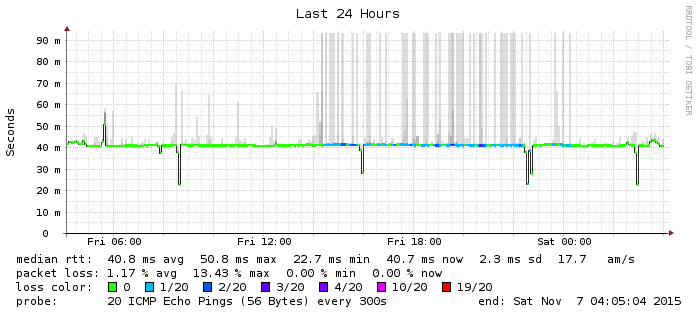 Last 24 Hours
RRDTOOL / TOBI OETIKER
Seconds
90 m
80 m
70 m
60 m
50 m
40 m
30 m
20 m
10 m
0
Fri 06:00 Fri 12:00 Fri 18:00 Sat 00:00
median rtt: 40.8 ms avg 50.8 ms max 22.7 ms min 40.7 ms now 2.3 ms sd 17.7 am/s
packet loss: 1.17 % avg 13.43 % max 0.00 % min 0.00 % now
loss color: 0 1/20 2/20 3/20 4/20 10/20 19/20
probe: 20 ICMP Echo Pings (56 Bytes) every 300s end: Sat Nov 7 04:05:04 2015